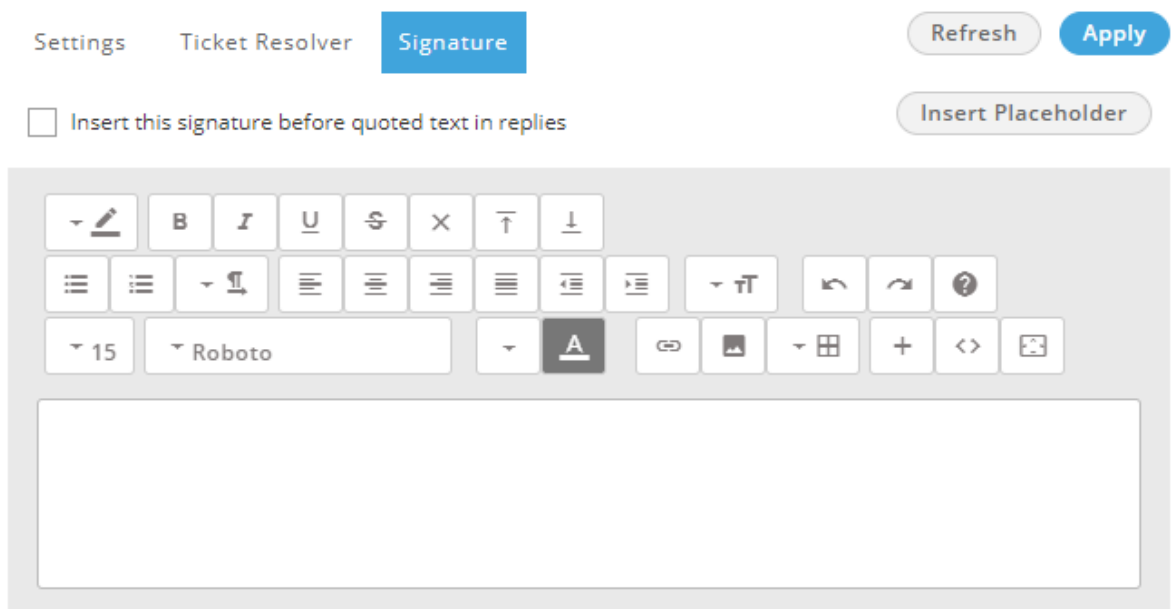 Settings Ticket Resolver Signature Refresh Apply
Insert this signature before quoted text in replies Insert Placeholder
B I U S
15 Roboto A